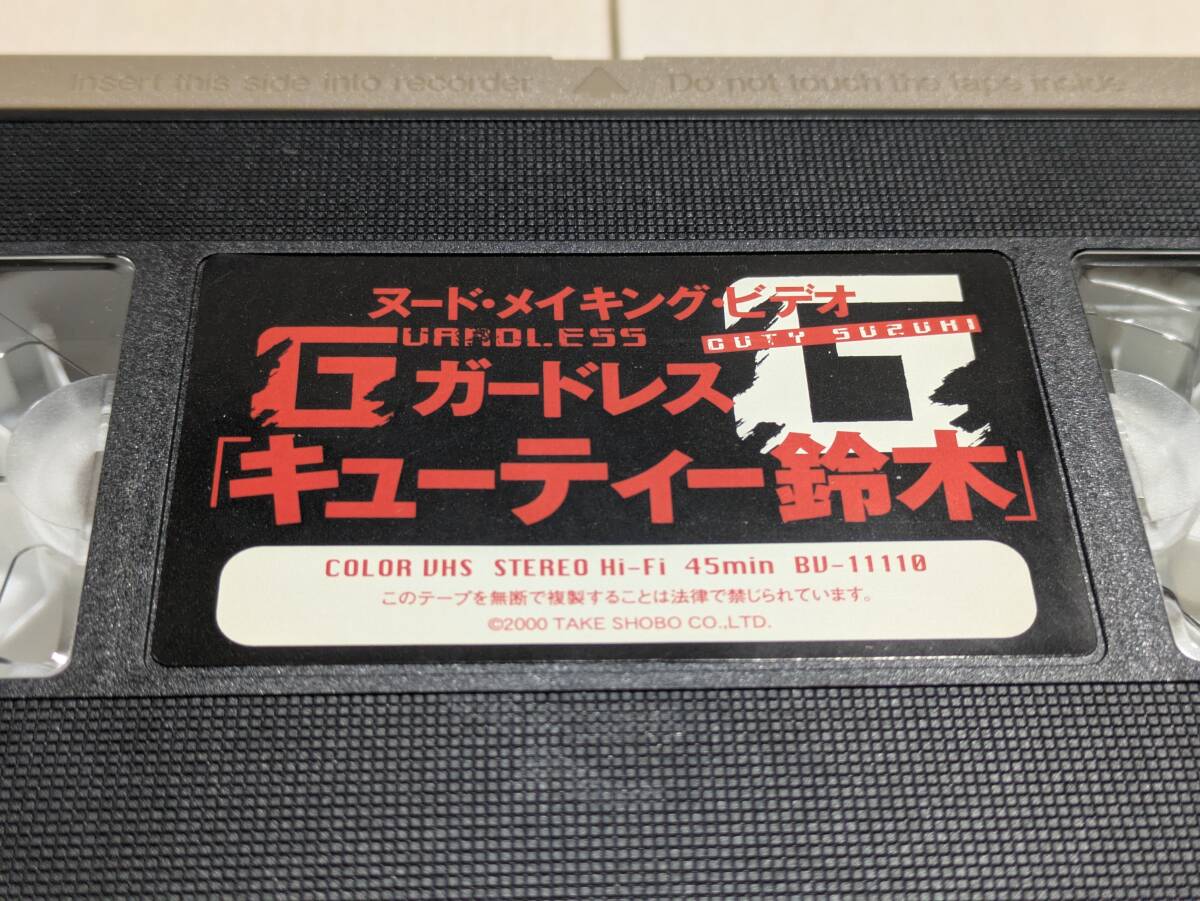 Insert this side into recorder
Do not touch the tape inside
ヌード・メイキング・ビデオ
GUARDLESS
CUTY SUZUKI
G
ガードレス
「キューティー鈴木」
COLOR VHS STEREO Hi-Fi 45min BV-11110
このテープを無断で複製することは法律で禁じられています。
©2000 TAKE SHOBO CO.,LTD.